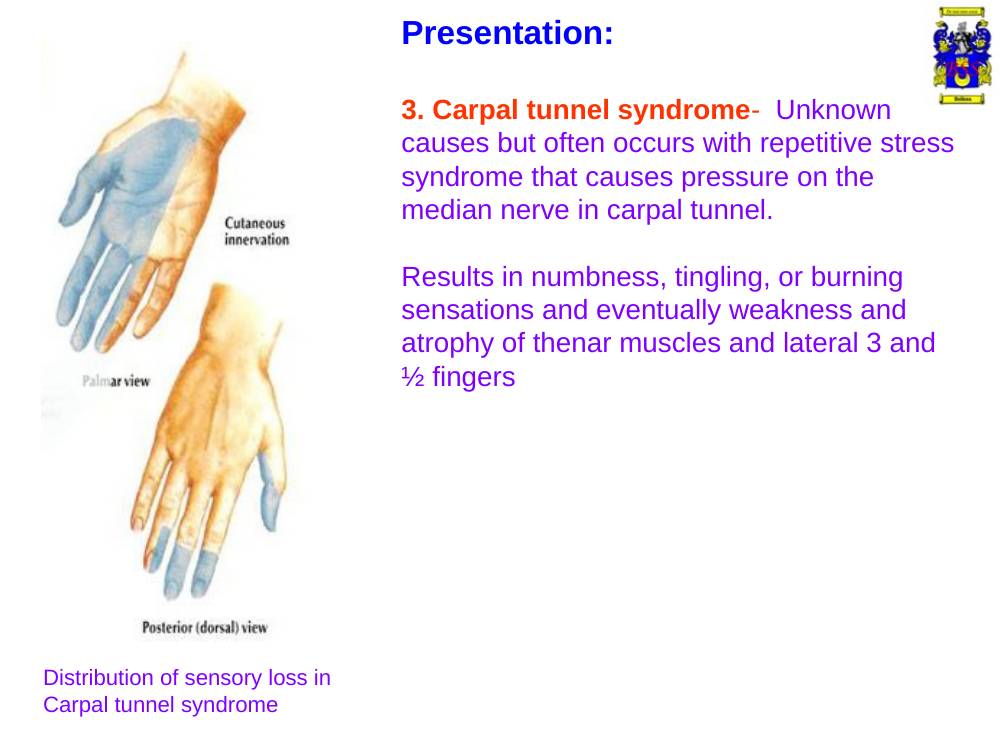 Presentation:
3. Carpal tunnel syndrome-  Unknown
causes but often occurs with repetitive stress
syndrome that causes pressure on the
median nerve in carpal tunnel.
Results in numbness, tingling, or burning
sensations and eventually weakness and
atrophy of thenar muscles and lateral 3 and
½ fingers
Cutaneous
innervation
Palmar view
Posterior (dorsal) view
Distribution of sensory loss in
Carpal tunnel syndrome